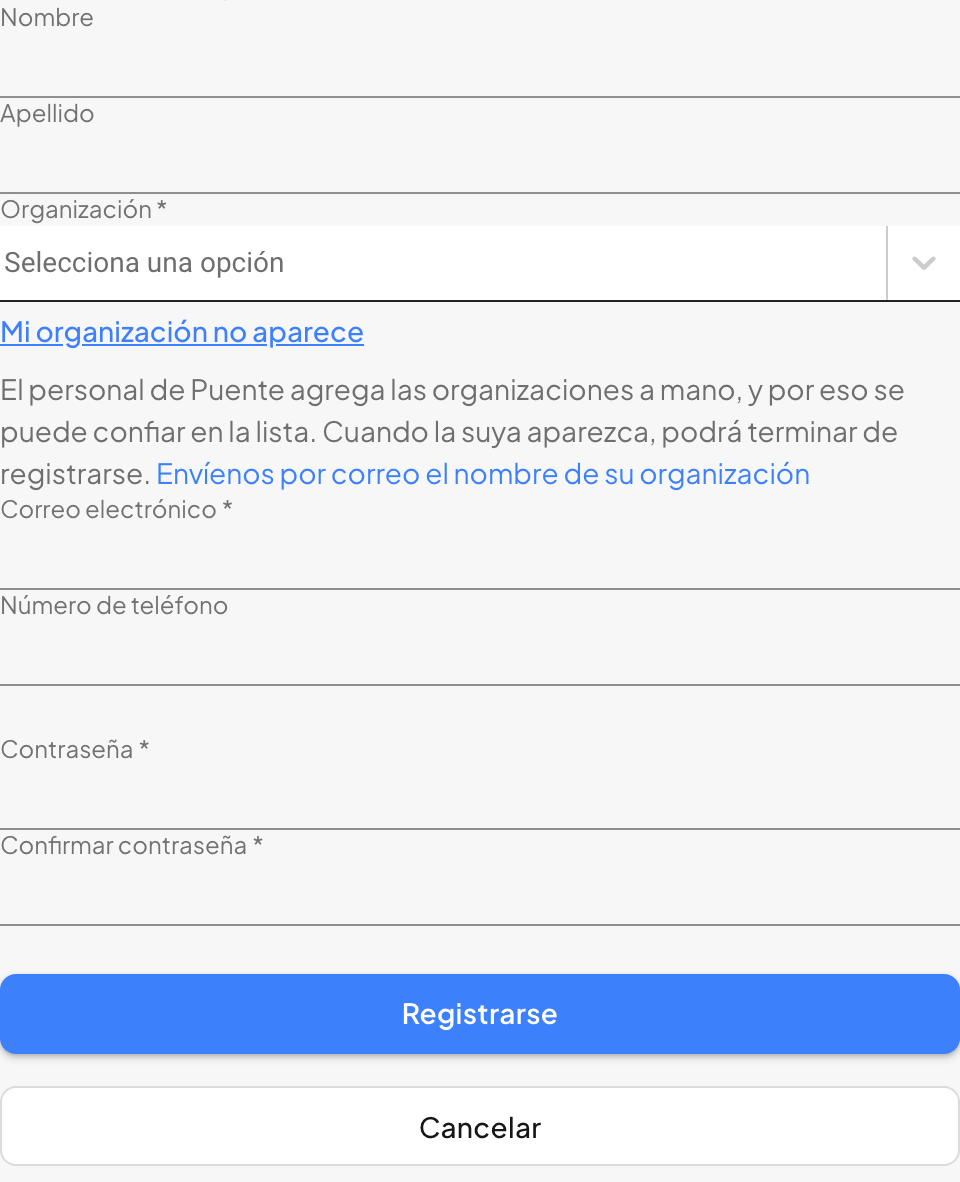 Nombre
Apellido
Organización *
Selecciona una opción
Mi organización no aparece
El personal de Puente agrega las organizaciones a mano, y por eso se
puede confiar en la lista. Cuando la suya aparezca, podrá terminar de
registrarse. Envíenos por correo el nombre de su organización
Correo electrónico *
Número de teléfono
Contraseña *
Confirmar contraseña *
Registrarse
Cancelar